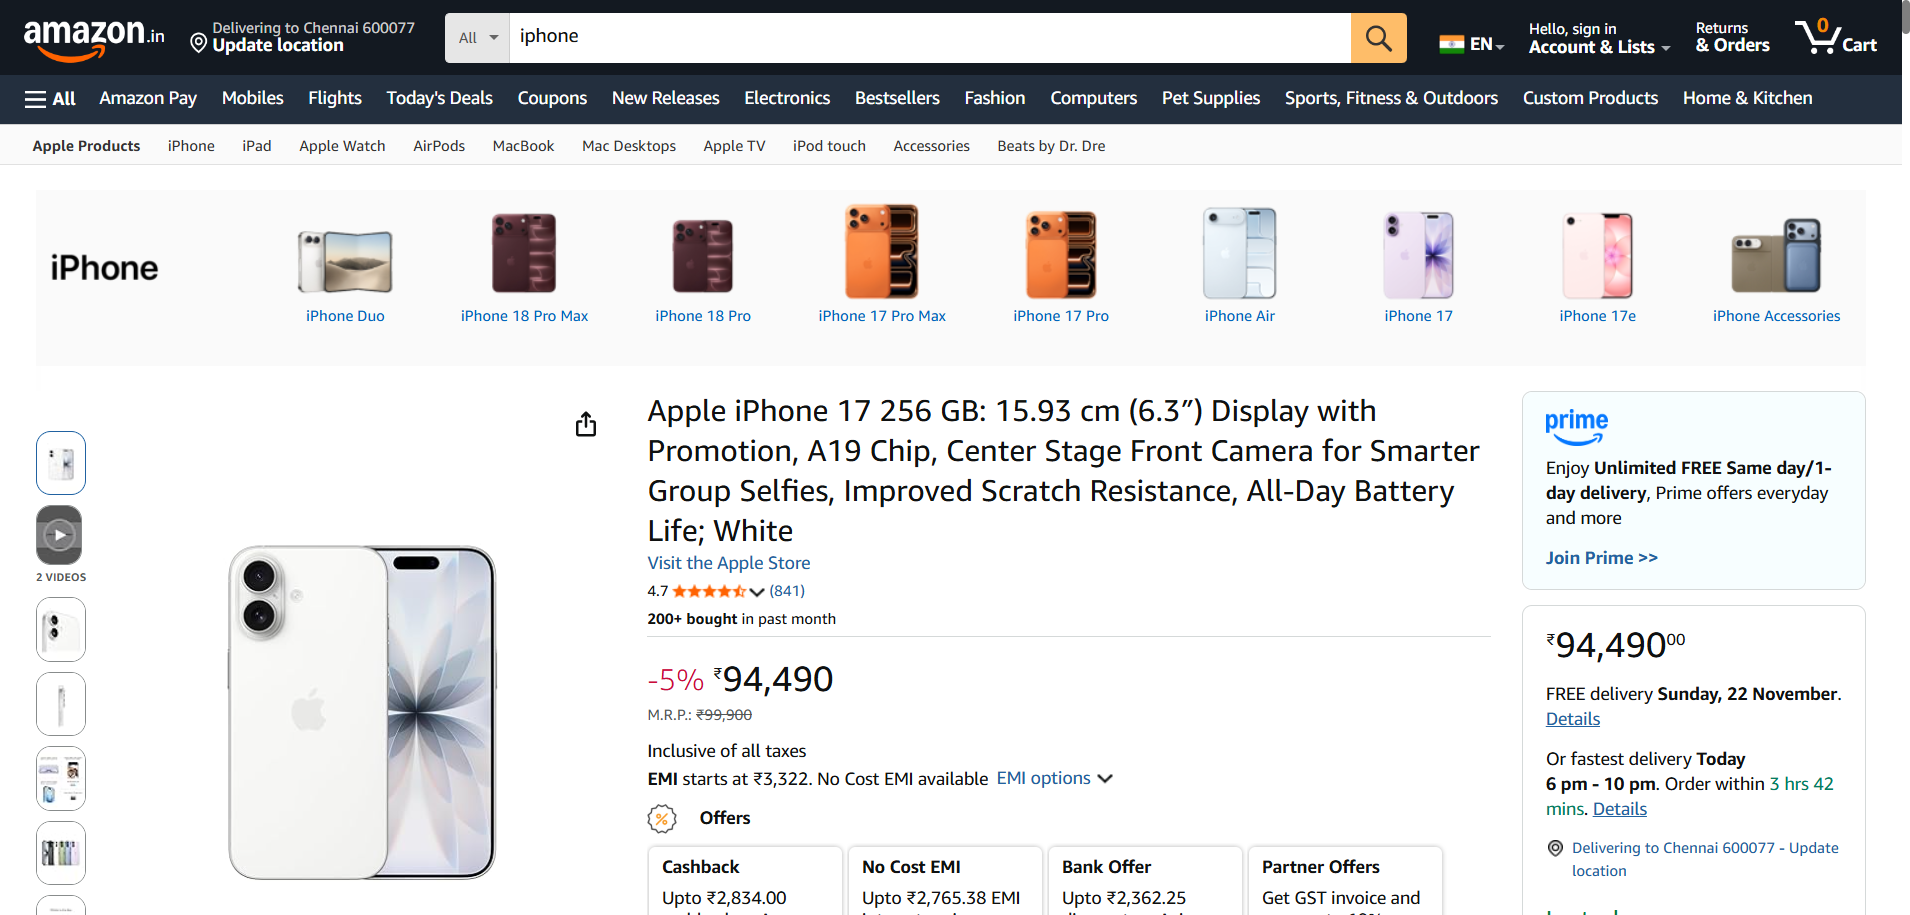 amazon.in
Delivering to Chennai 600077
Update location
All
iphone
EN
Hello, sign in
Account & Lists
Returns
& Orders
0
Cart
All
Amazon Pay
Mobiles
Flights
Today's Deals
Coupons
New Releases
Electronics
Bestsellers
Fashion
Computers
Pet Supplies
Sports, Fitness & Outdoors
Custom Products
Home & Kitchen
Apple Products
iPhone
iPad
Apple Watch
AirPods
MacBook
Mac Desktops
Apple TV
iPod touch
Accessories
Beats by Dr. Dre
iPhone
iPhone Duo
iPhone 18 Pro Max
iPhone 18 Pro
iPhone 17 Pro Max
iPhone 17 Pro
iPhone Air
iPhone 17
iPhone 17e
iPhone Accessories
2 VIDEOS
Apple iPhone 17 256 GB: 15.93 cm (6.3″) Display with
Promotion, A19 Chip, Center Stage Front Camera for Smarter
Group Selfies, Improved Scratch Resistance, All-Day Battery
Life; White
Visit the Apple Store
4.7 (841)
200+ bought in past month
-5% ₹94,490
M.R.P.: ₹99,900
Inclusive of all taxes
EMI starts at ₹3,322. No Cost EMI available EMI options
% Offers
Cashback
Upto ₹2,834.00
No Cost EMI
Upto ₹2,765.38 EMI
Bank Offer
Upto ₹2,362.25
Partner Offers
Get GST invoice and
prime
Enjoy Unlimited FREE Same day/1-
day delivery, Prime offers everyday
and more
Join Prime >>
₹94,49000
FREE delivery Sunday, 22 November.
Details
Or fastest delivery Today
6 pm - 10 pm. Order within 3 hrs 42
mins. Details
Delivering to Chennai 600077 - Update
location